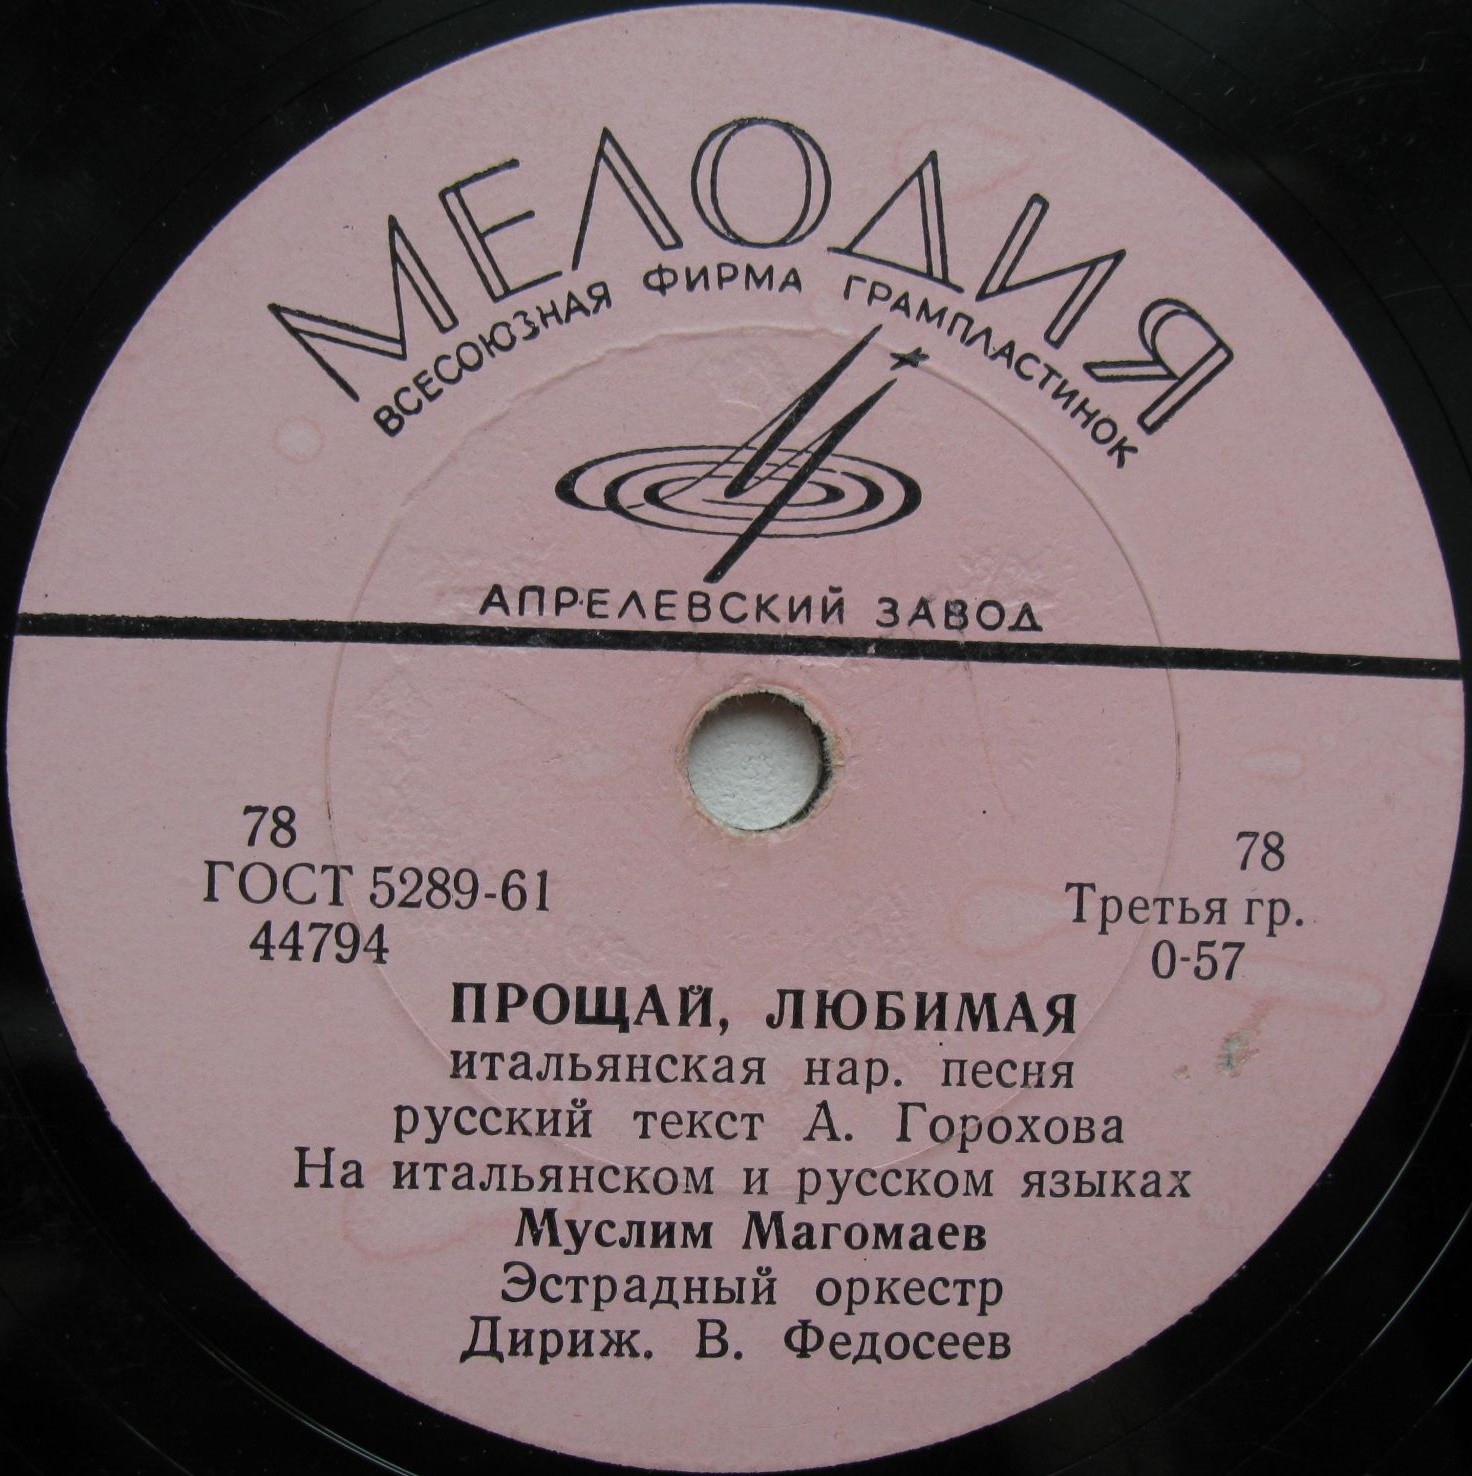 МЕЛОДИЯ
ВСЕСОЮЗНАЯ ФИРМА ГРАМПЛАСТИНОК
АПРЕЛЕВСКИЙ ЗАВОД
78
ГОСТ 5289-61
44794
78
Третья гр.
0-57
ПРОЩАЙ, ЛЮБИМАЯ
итальянская нар. песня
русский текст А. Горохова
На итальянском и русском языках
Муслим Магомаев
Эстрадный оркестр
Дириж. В. Федосеев